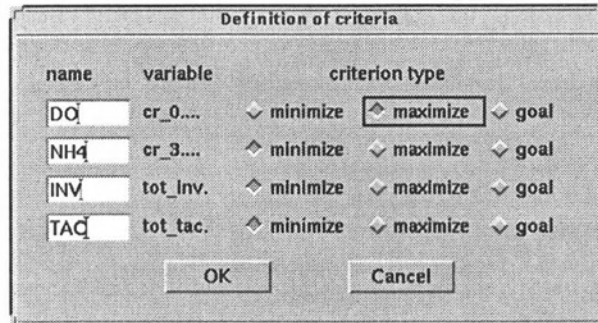 Definition of criteria
name variable criterion type
DO cr_0.... minimize maximize goal
NH4 cr_3.... minimize maximize goal
INV tot_inv. minimize maximize goal
TAC tot_tac. minimize maximize goal
OK Cancel